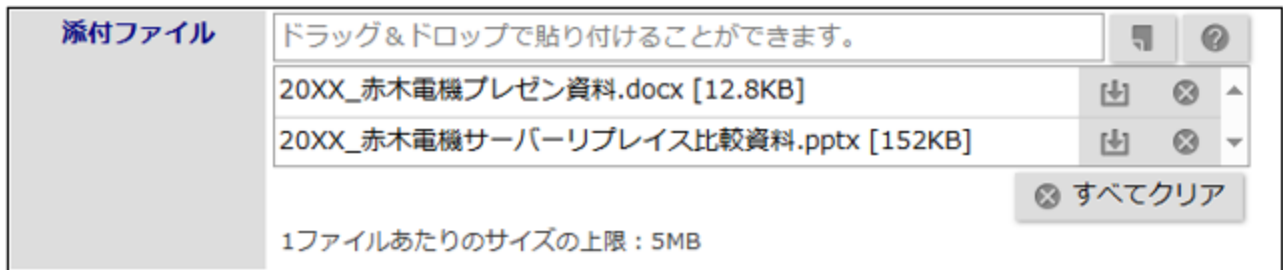 添付ファイル
ドラッグ&ドロップで貼り付けることができます。
20XX_赤木電機プレゼン資料.docx [12.8KB]
20XX_赤木電機サーバーリプレイス比較資料.pptx [152KB]
すべてクリア
1ファイルあたりのサイズの上限:5MB